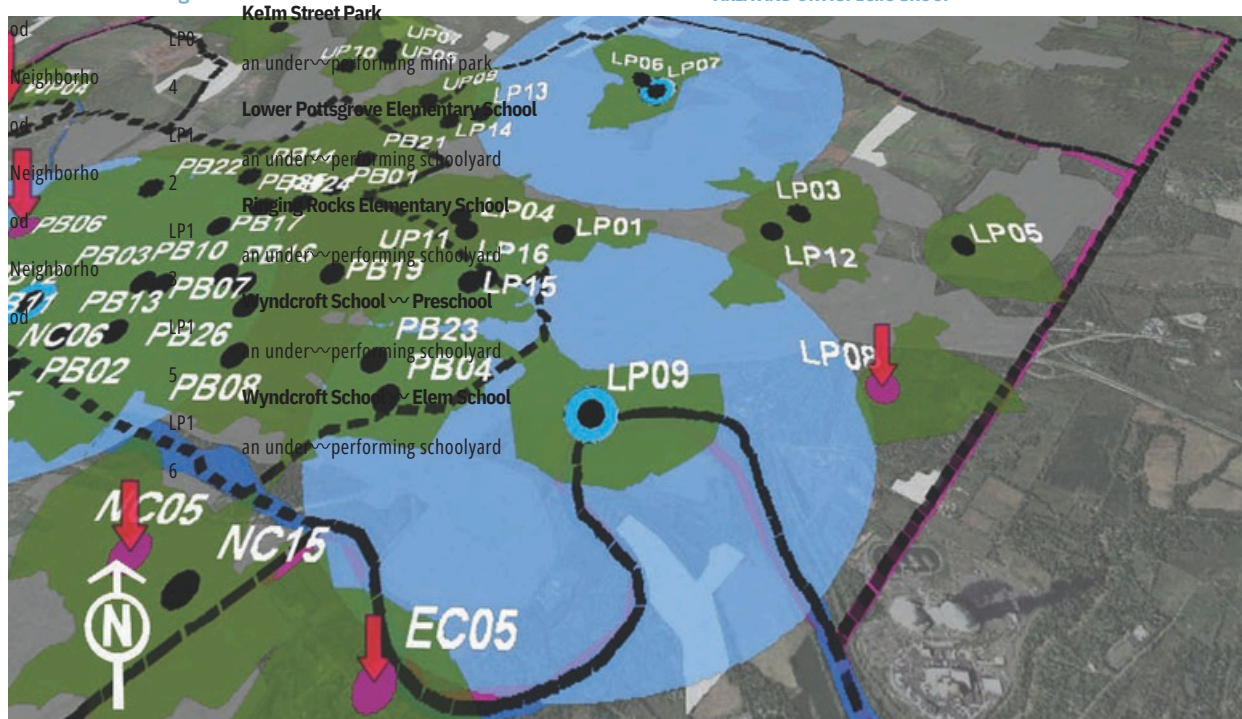 KeIm Street Park
od
LP0
an under~performing mini park
Neighborho
4
od
Lower Pottsgrove Elementary School
LP1
an under~performing schoolyard
Neighborho
2
od
Ringing Rocks Elementary School
LP1
an under~performing schoolyard
Neighborho
3
od
Wyndcroft School ~ Preschool
LP1
an under~performing schoolyard
5
Wyndcroft School ~ Elem School
LP1
an under~performing schoolyard
6
UP07
UP10
UP09
LP06
LP07
LP13
LP14
PB21
PB22
PB01
PB24
LP03
LP04
LP01
LP05
PB06
PB17
UP11
LP16
LP12
PB03
PB10
PB19
LP15
PB13
PB07
NC06
PB26
PB23
PB02
PB08
PB04
LP09
LP08
NC05
NC15
EC05
N